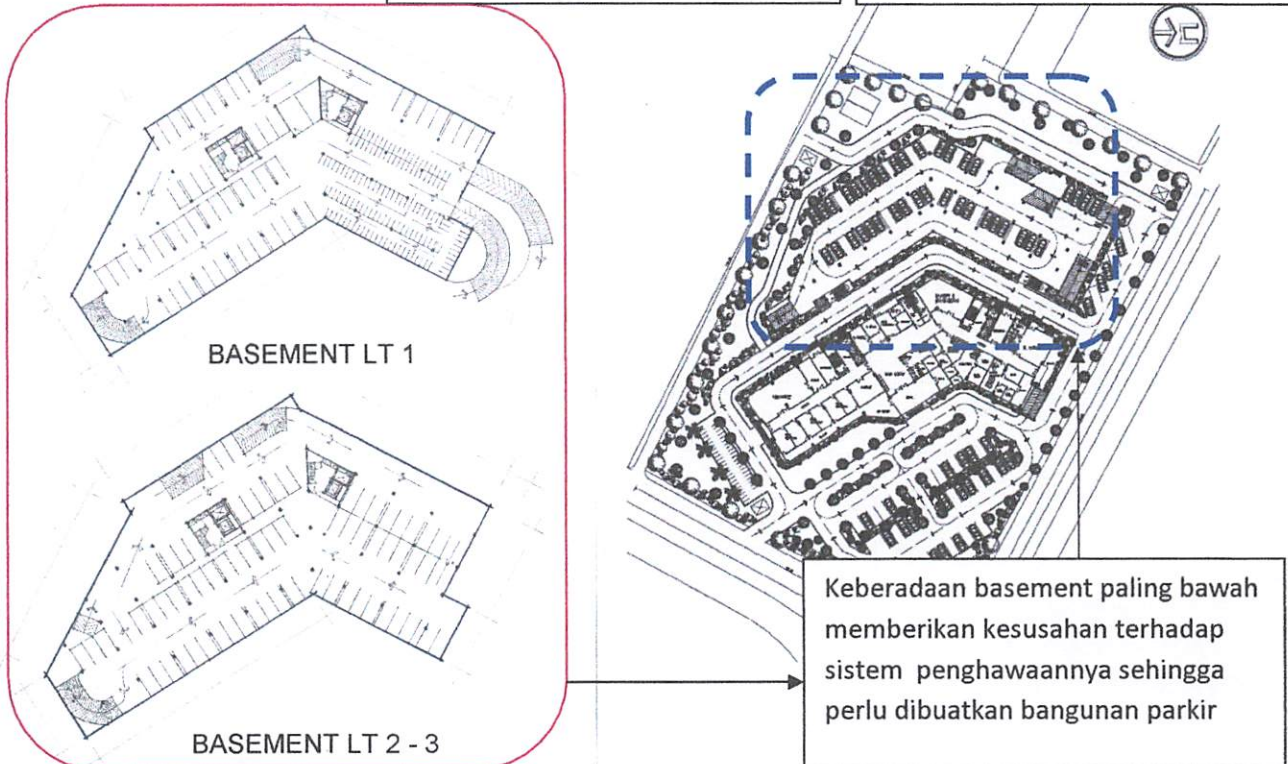 BASEMENT LT 1
BASEMENT LT 2 - 3
Keberadaan basement paling bawah
memberikan kesusahan terhadap
sistem penghawaannya sehingga
perlu dibuatkan bangunan parkir